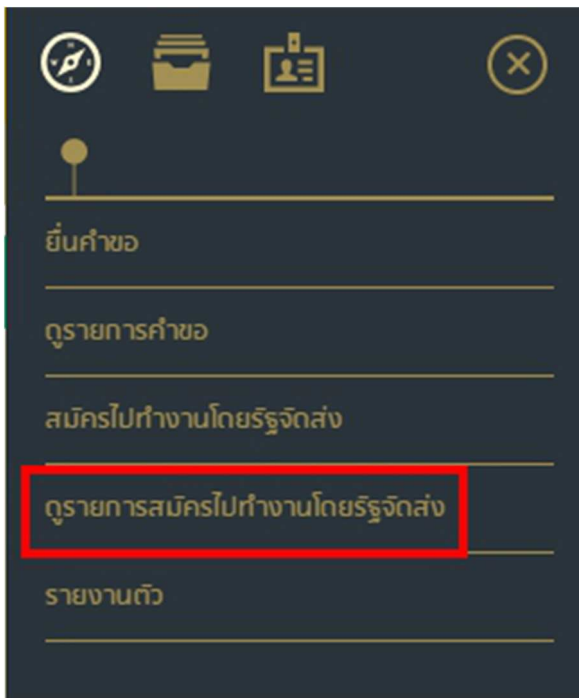 ยื่นคำขอ
ดูรายการคำขอ
สมัครไปทำงานโดยรัฐจัดส่ง
ดูรายการสมัครไปทำงานโดยรัฐจัดส่ง
รายงานตัว